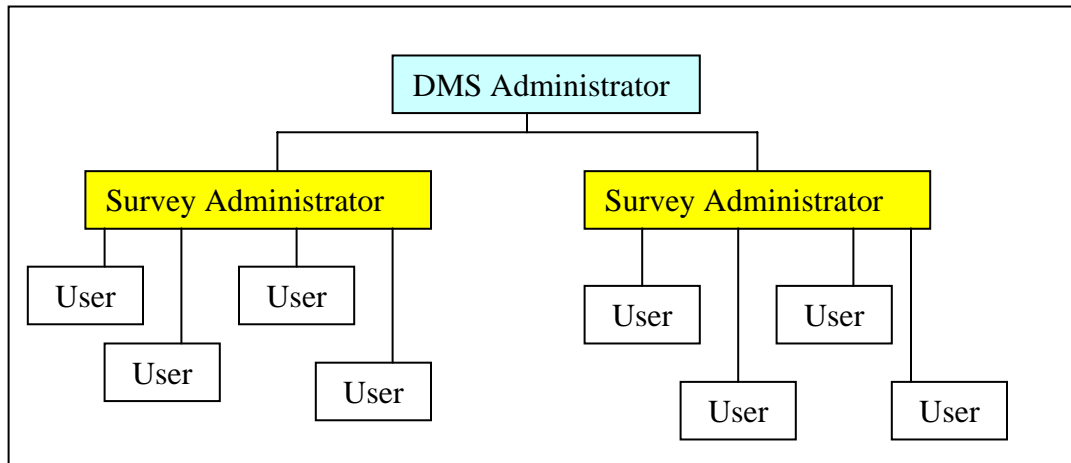 DMS Administrator
Survey Administrator
Survey Administrator
User
User
User
User
User
User
User
User